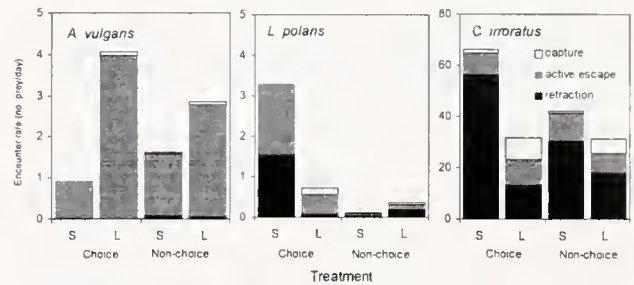 A vulgans
L polans
C irroratus
Encounter rate (no prey/day)
5
4
3
2
1
0
5
4
3
2
1
0
80
60
40
20
0
capture
active escape
retraction
S L S L
Choice Non-choice
S L S L
Choice Non-choice
S L S L
Choice Non-choice
Treatment